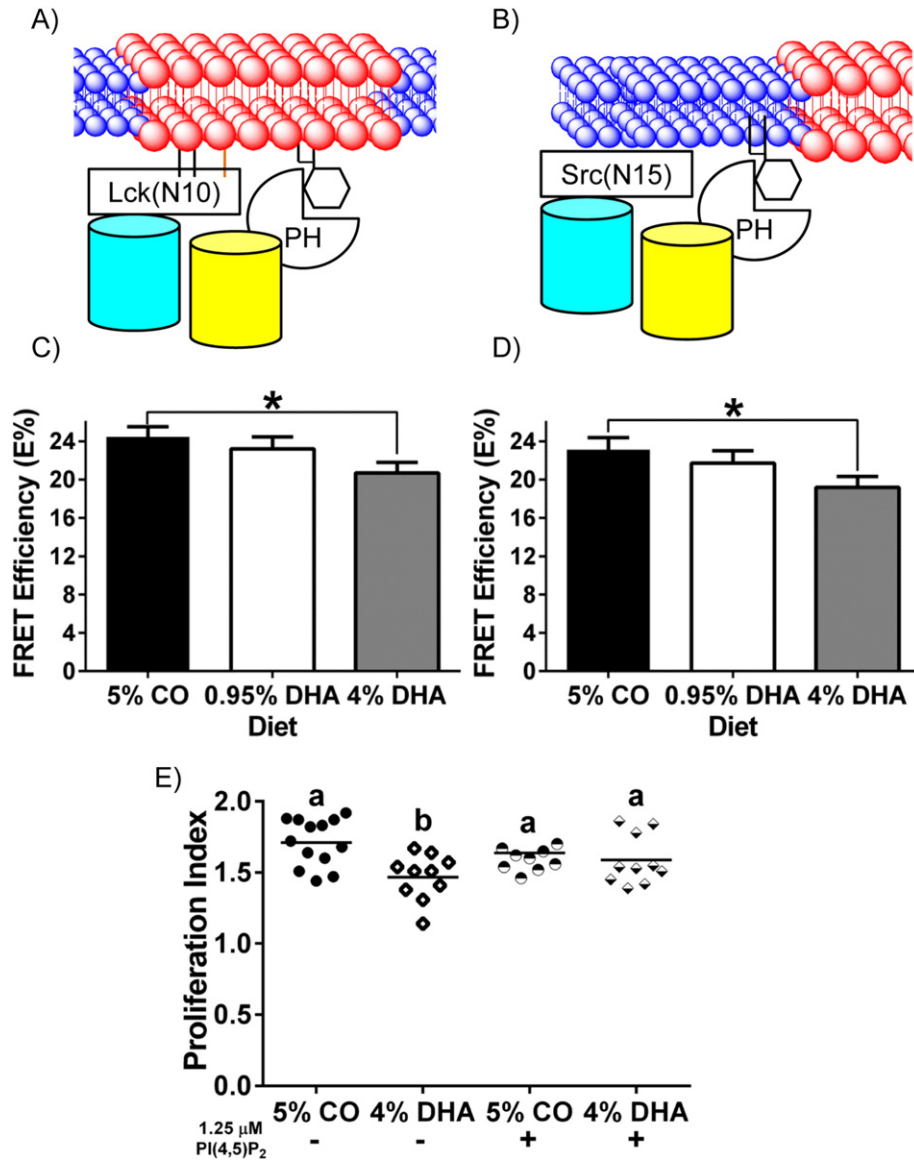 A)
B)
Lck(N10)
PH
Src(N15)
PH
C)
D)
FRET Efficiency (E%)
24
20
16
12
8
4
0
5% CO 0.95% DHA 4% DHA
Diet
*
FRET Efficiency (E%)
24
20
16
12
8
4
0
5% CO 0.95% DHA 4% DHA
Diet
*
E)
Proliferation Index
2.0
1.5
1.0
0.5
0.0
a
b
a
a
5% CO 4% DHA 5% CO 4% DHA
1.25 μM
PI(4,5)P₂
- - + +